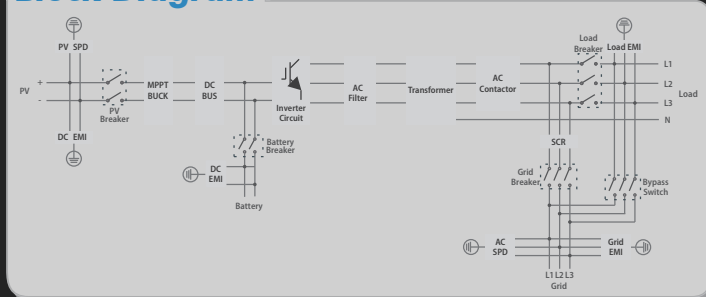 Block Diagram
PV SPD
PV
+
-
PV
Breaker
DC EMI
MPPT
BUCK
DC
BUS
Inverter
Circuit
Battery
Breaker
DC
EMI
Battery
AC
Filter
Transformer
AC
Contactor
Load
Breaker
Load EMI
L1
L2
L3
N
Load
SCR
Grid
Breaker
Bypass
Switch
AC
SPD
Grid
EMI
L1 L2 L3
Grid